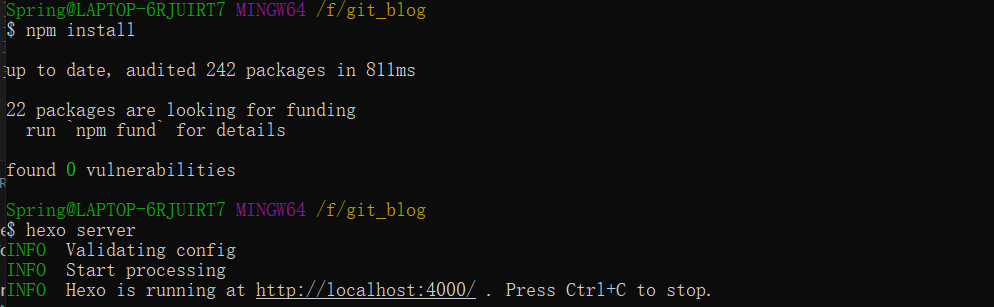 Spring@LAPTOP-6RJUIRT7 MINGW64 /f/git_blog
$ npm install
up to date, audited 242 packages in 811ms
22 packages are looking for funding
run `npm fund` for details
found 0 vulnerabilities
Spring@LAPTOP-6RJUIRT7 MINGW64 /f/git_blog
$ hexo server
INFO Validating config
INFO Start processing
INFO Hexo is running at http://localhost:4000/ . Press Ctrl+C to stop.